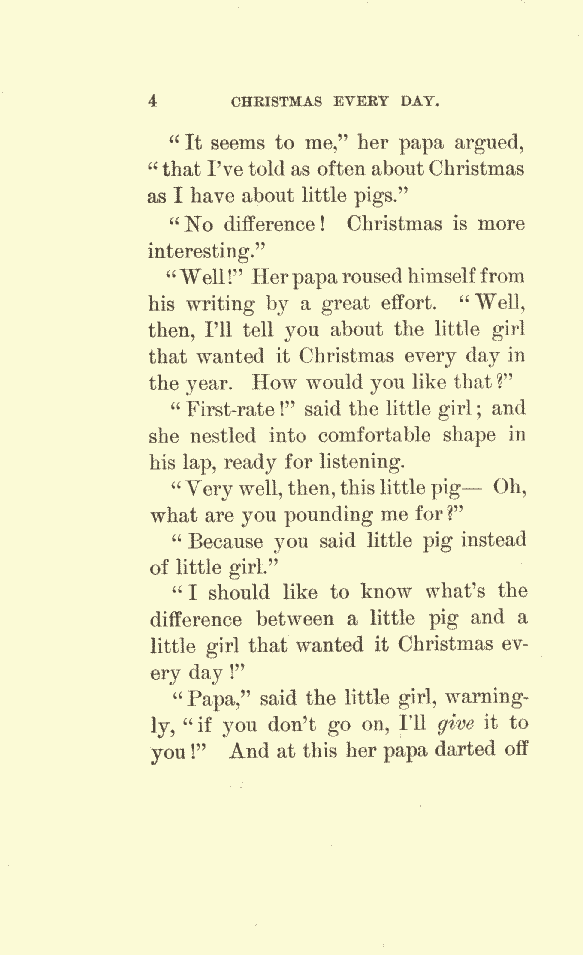 4 CHRISTMAS EVERY DAY.
“It seems to me,” her papa argued,
“that I’ve told as often about Christmas
as I have about little pigs.”
“No difference! Christmas is more
interesting.”
“Well!” Her papa roused himself from
his writing by a great effort. “Well,
then, I’ll tell you about the little girl
that wanted it Christmas every day in
the year. How would you like that?”
“First-rate!” said the little girl; and
she nestled into comfortable shape in
his lap, ready for listening.
“Very well, then, this little pig— Oh,
what are you pounding me for?”
“Because you said little pig instead
of little girl.”
“I should like to know what’s the
difference between a little pig and a
little girl that wanted it Christmas ev-
ery day!”
“Papa,” said the little girl, warning-
ly, “if you don’t go on, I’ll give it to
you!” And at this her papa darted off